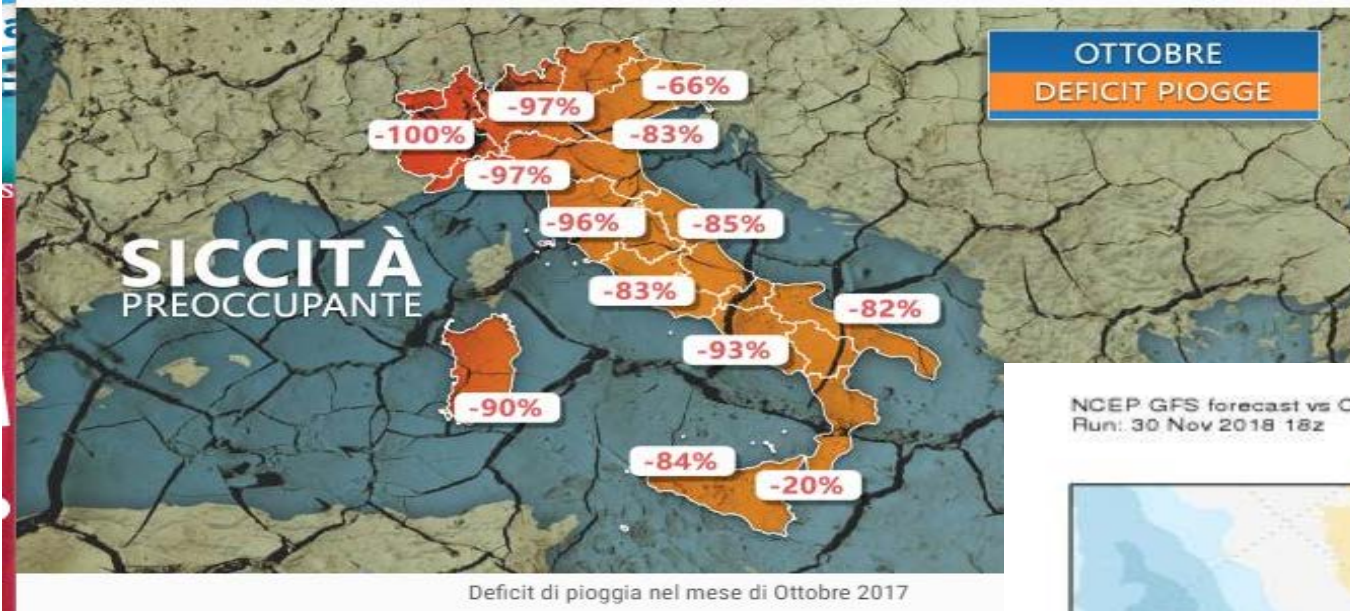 OTTOBRE
DEFICIT PIOGGE
-66%
-97%
-100%
-83%
-97%
-96%
-85%
SICCITÀ
PREOCCUPANTE
-83%
-82%
-93%
-90%
-84%
-20%
Deficit di pioggia nel mese di Ottobre 2017
NCEP GFS forecast vs
Run: 30 Nov 2018 18z